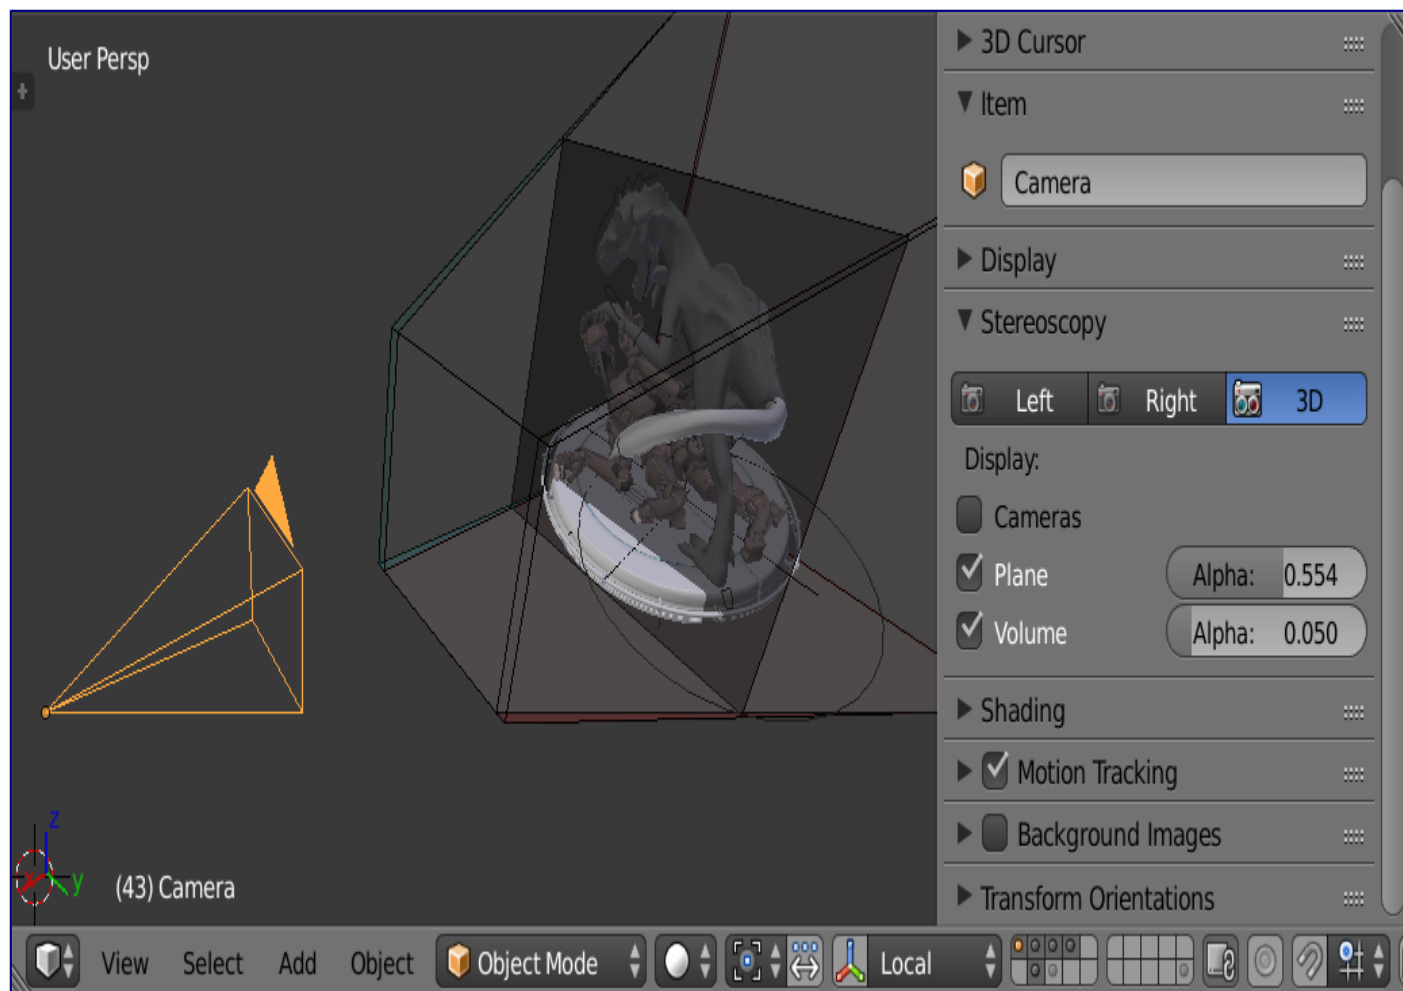 User Persp
3D Cursor
Item
Camera
Display
Stereoscopy
Left Right 3D
Display:
Cameras
Plane Alpha: 0.554
Volume Alpha: 0.050
Shading
Motion Tracking
Background Images
Transform Orientations
z
x y
(43) Camera
View Select Add Object Object Mode Local